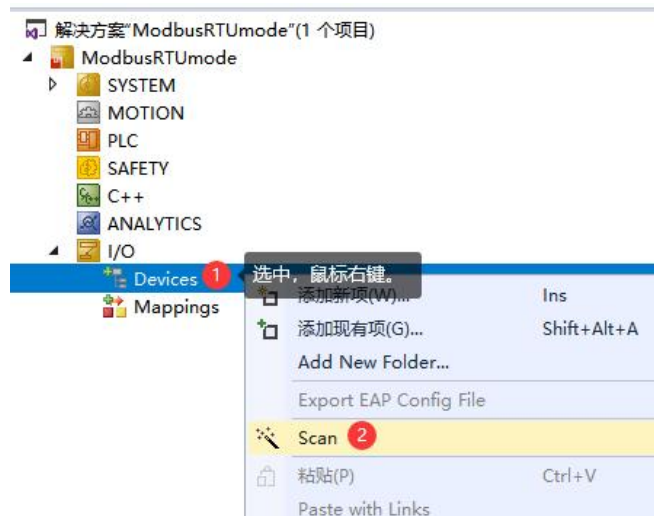 解决方案"ModbusRTUmode"(1 个项目)
ModbusRTUmode
SYSTEM
MOTION
PLC
SAFETY
C++
ANALYTICS
I/O
Devices 1 选中，鼠标右键。
Mappings
添加新项(W)... Ins
添加现有项(G)... Shift+Alt+A
Add New Folder...
Export EAP Config File
Scan 2
粘贴(P) Ctrl+V
Paste with Links